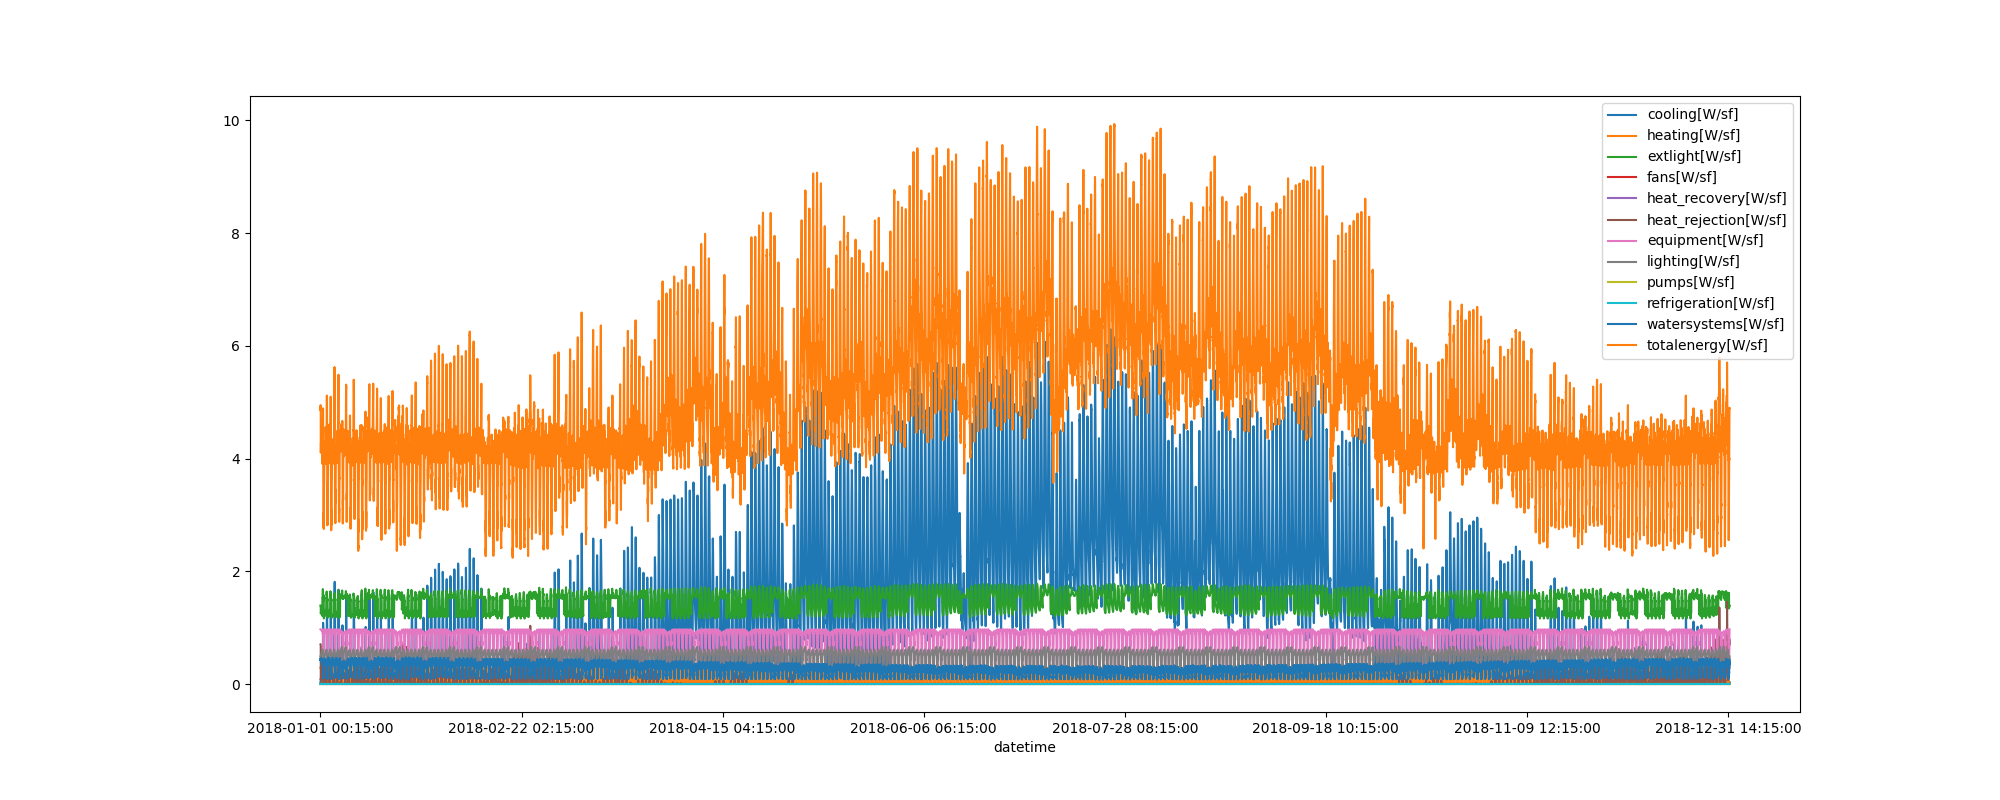 10
8
6
4
2
0
cooling[W/sf]
heating[W/sf]
extlight[W/sf]
fans[W/sf]
heat_recovery[W/sf]
heat_rejection[W/sf]
equipment[W/sf]
lighting[W/sf]
pumps[W/sf]
refrigeration[W/sf]
watersystems[W/sf]
totalenergy[W/sf]
2018-01-01 00:15:00 2018-02-22 02:15:00 2018-04-15 04:15:00 2018-06-06 06:15:00 2018-07-28 08:15:00 2018-09-18 10:15:00 2018-11-09 12:15:00 2018-12-31 14:15:00
datetime